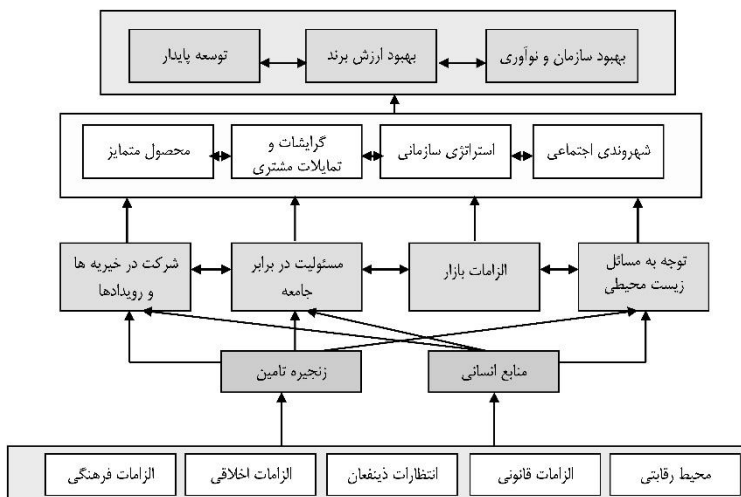 بهبود سازمان و نوآوری
بهبود ارزش برند
توسعه پایدار
شهروندی اجتماعی
استراتژی سازمانی
گرایشات و
تمایلات مشتری
محصول متمایز
توجه به مسائل
زیست محیطی
الزامات بازار
مسئولیت در برابر
جامعه
شرکت در خیریه ها
و رویدادها
منابع انسانی
زنجیره تامین
محیط رقابتی
الزامات قانونی
انتظارات ذینفعان
الزامات اخلاقی
الزامات فرهنگی